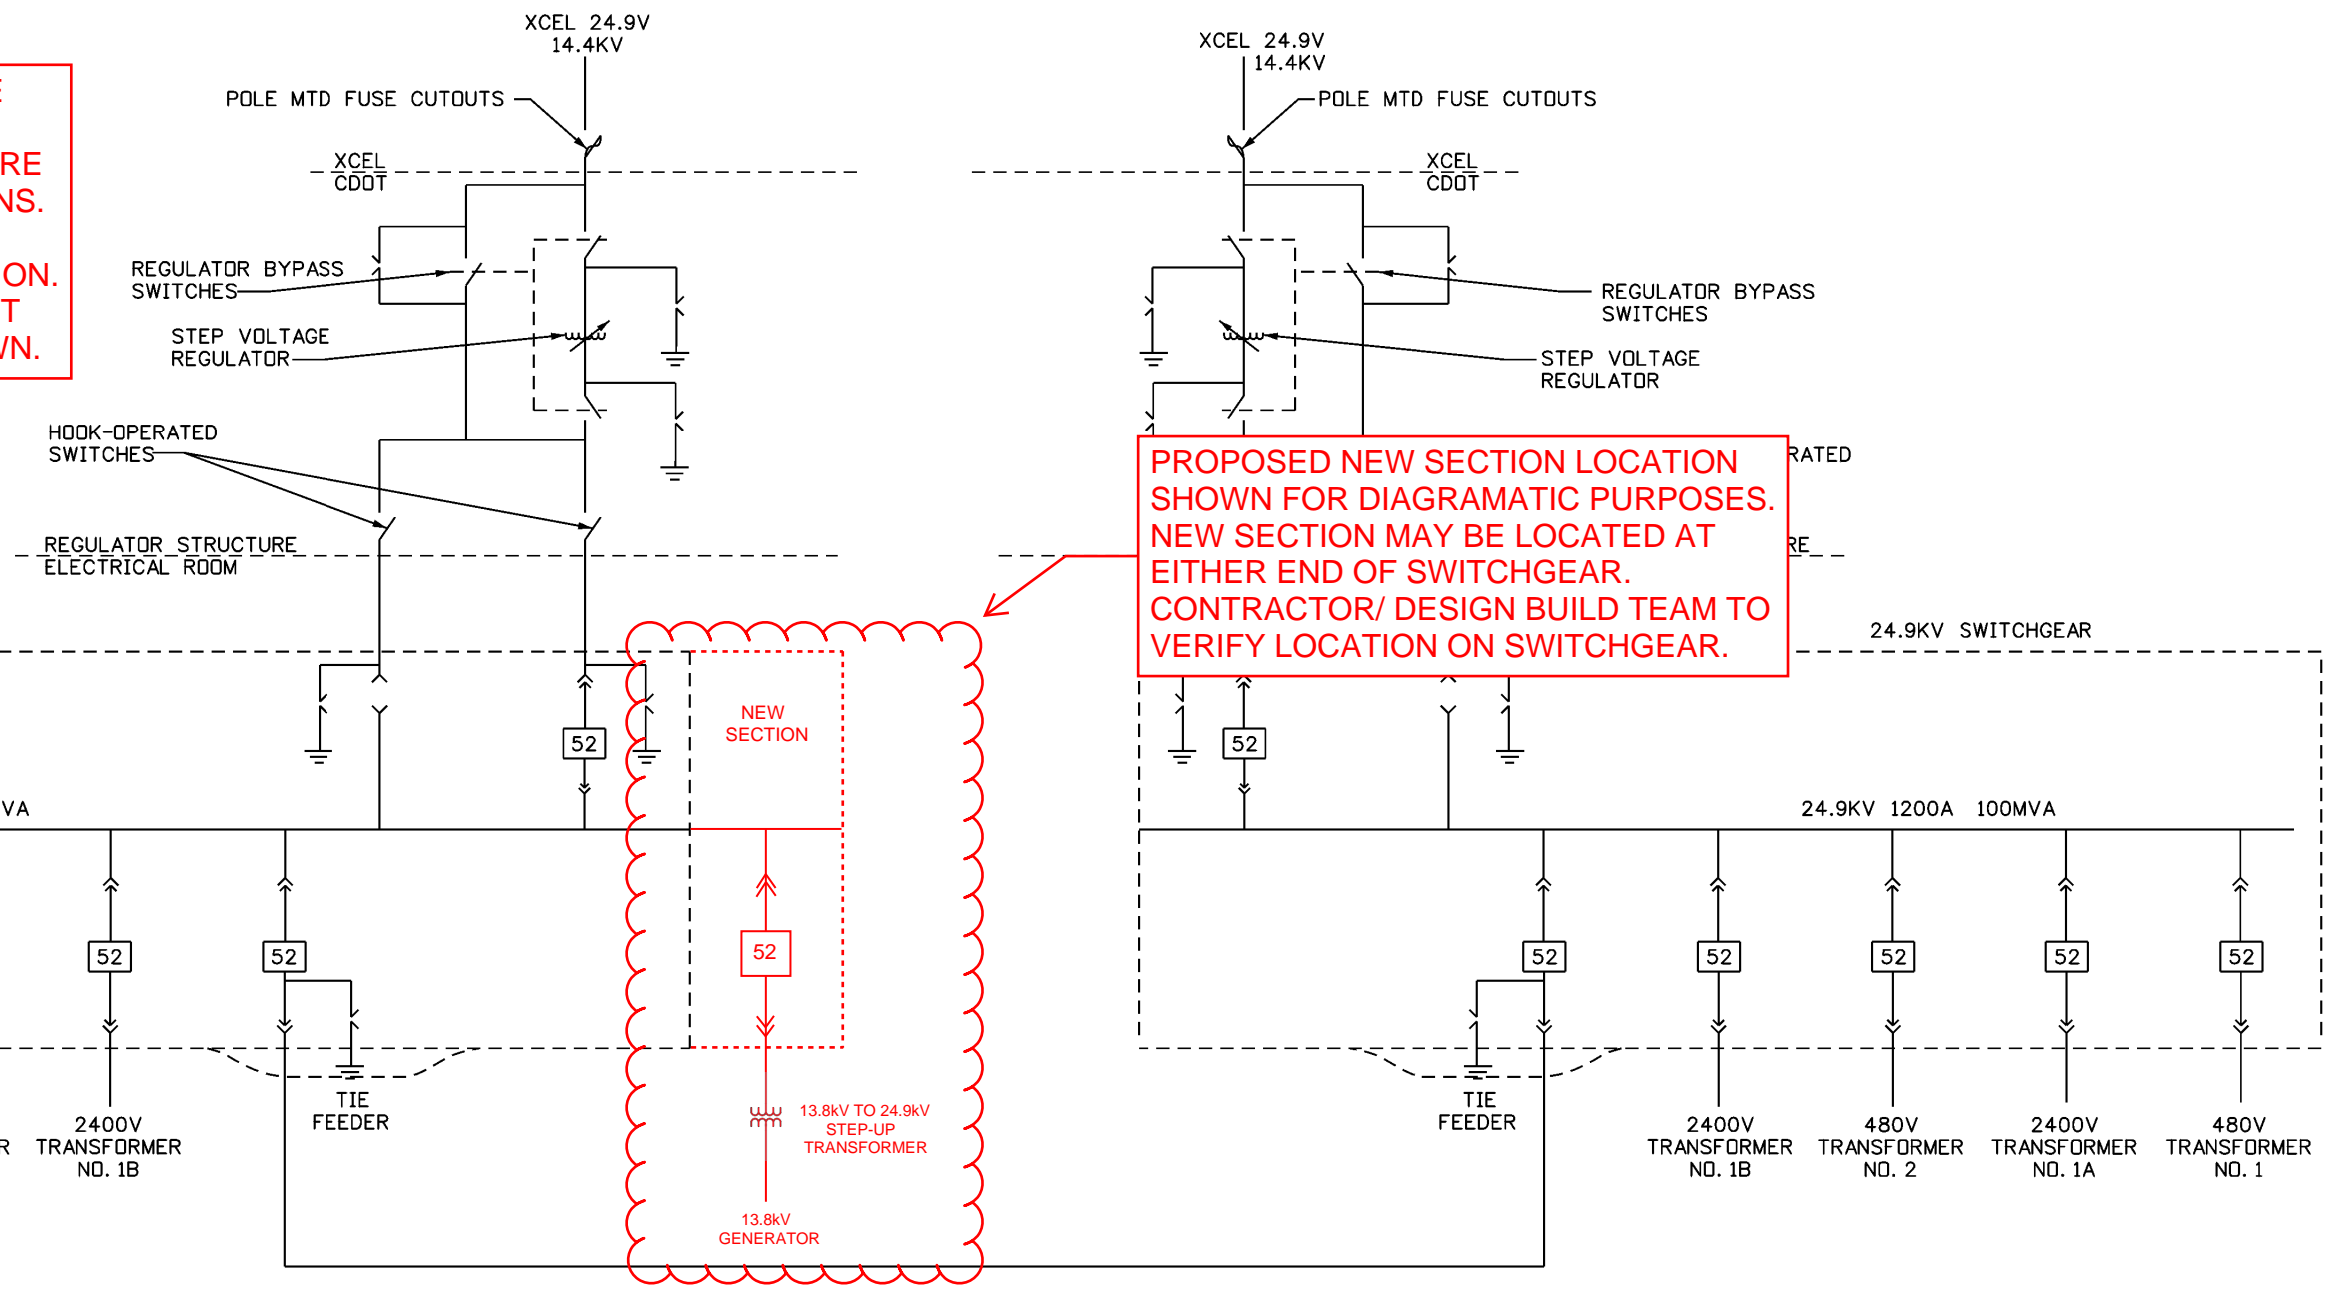 XCEL 24.9V
14.4KV
XCEL 24.9V
14.4KV
POLE MTD FUSE CUTOUTS
POLE MTD FUSE CUTOUTS
XCEL
CDOT
XCEL
CDOT
RE
NS.
ON.
T
WN.
REGULATOR BYPASS
SWITCHES
REGULATOR BYPASS
SWITCHES
STEP VOLTAGE
REGULATOR
STEP VOLTAGE
REGULATOR
HOOK-OPERATED
SWITCHES
RATED
PROPOSED NEW SECTION LOCATION
SHOWN FOR DIAGRAMATIC PURPOSES.
NEW SECTION MAY BE LOCATED AT
EITHER END OF SWITCHGEAR.
CONTRACTOR/ DESIGN BUILD TEAM TO
VERIFY LOCATION ON SWITCHGEAR.
REGULATOR STRUCTURE
ELECTRICAL ROOM
RE
24.9KV SWITCHGEAR
NEW
SECTION
52
52
VA
24.9KV 1200A 100MVA
52
52
52
52
52
52
52
52
TIE
FEEDER
TIE
FEEDER
R
2400V
TRANSFORMER
NO. 1B
13.8kV TO 24.9kV
STEP-UP
TRANSFORMER
13.8kV
GENERATOR
2400V
TRANSFORMER
NO. 1B
480V
TRANSFORMER
NO. 2
2400V
TRANSFORMER
NO. 1A
480V
TRANSFORMER
NO. 1